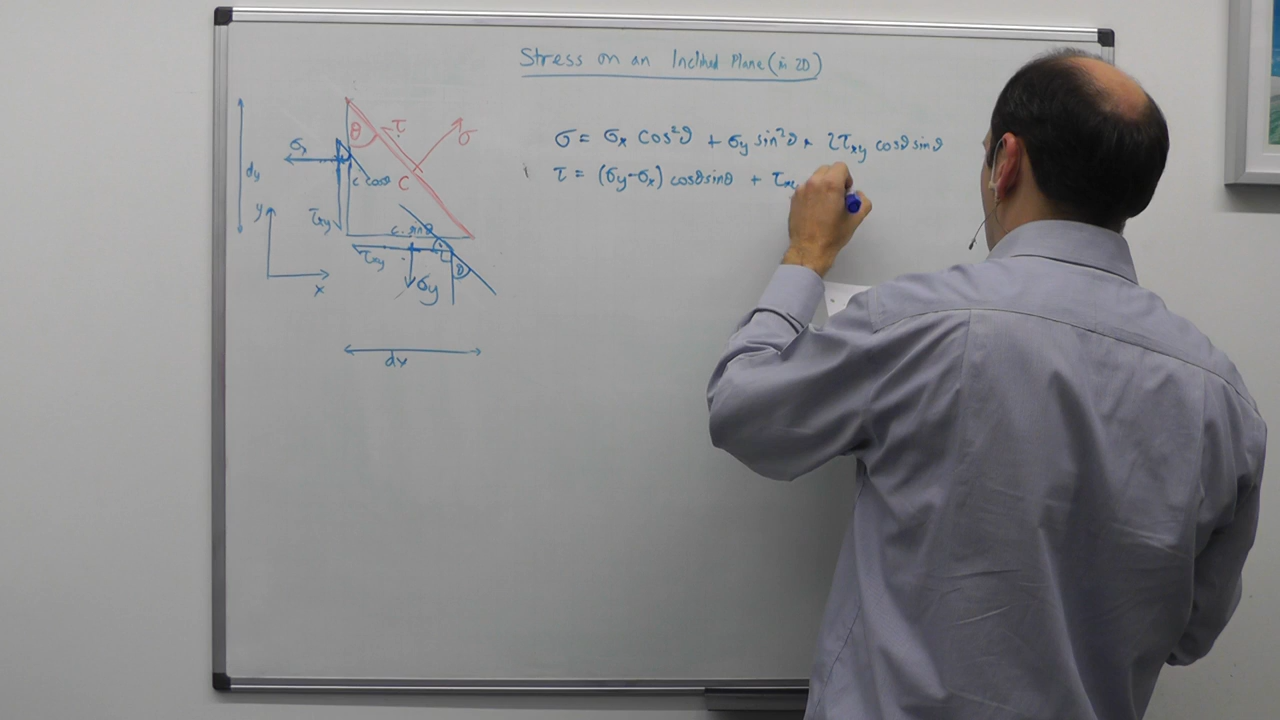 Stress on an Inclined Plane (in 2D)
σ = σx cos²θ + σy sin²θ + 2τxy cosθ sinθ
τ = (σy-σx) cosθ sinθ + τxy
θ
τ
σ
σx
dy
c cosθ
C
τxy
y
c. sinθ
τxy
θ
σy
x
dx